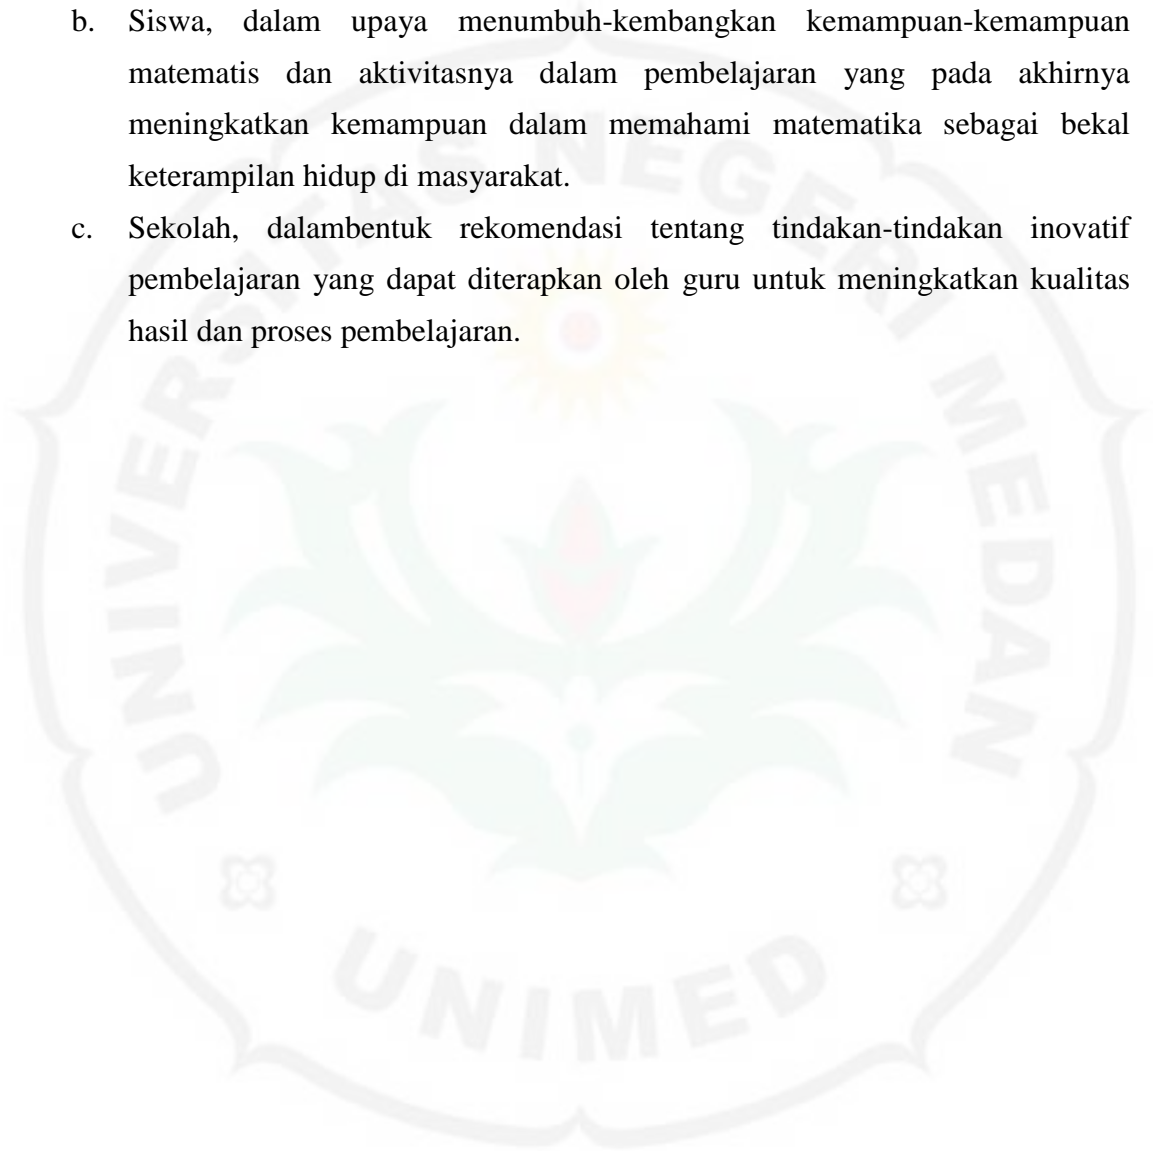 b. Siswa, dalam upaya menumbuh-kembangkan kemampuan-kemampuan
matematis dan aktivitasnya dalam pembelajaran yang pada akhirnya
meningkatkan kemampuan dalam memahami matematika sebagai bekal
keterampilan hidup di masyarakat.
c. Sekolah, dalambentuk rekomendasi tentang tindakan-tindakan inovatif
pembelajaran yang dapat diterapkan oleh guru untuk meningkatkan kualitas
hasil dan proses pembelajaran.
UNIVERSITAS NEGERI MEDAN
UNIMED